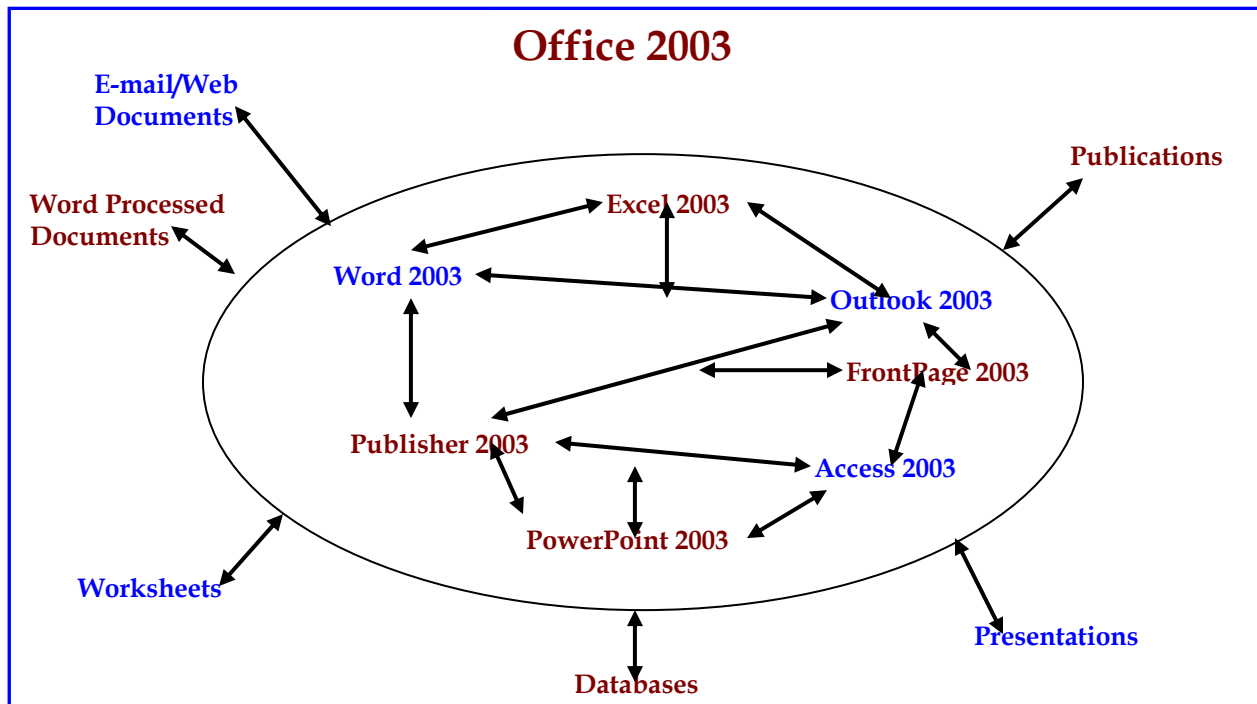 Office 2003
E-mail/Web
Documents
Publications
Word Processed
Documents
Excel 2003
Word 2003
Outlook 2003
FrontPage 2003
Publisher 2003
Access 2003
PowerPoint 2003
Worksheets
Presentations
Databases